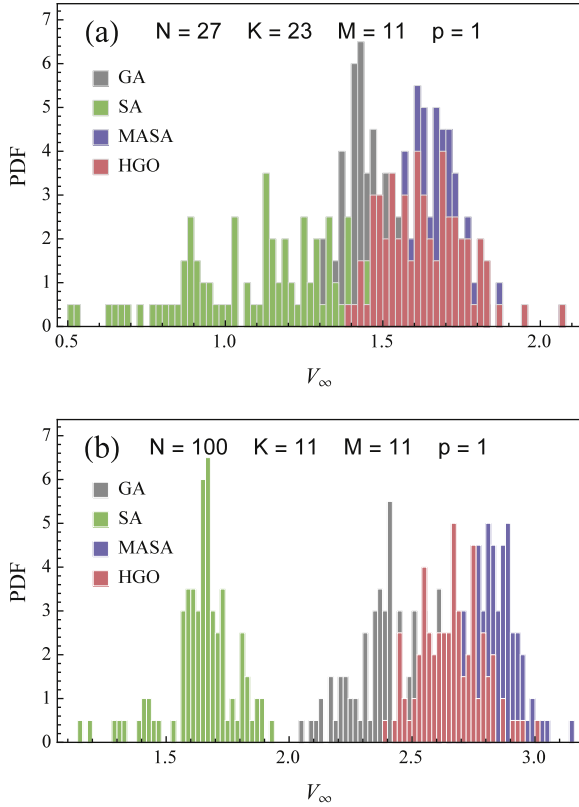 (a) N = 27 K = 23 M = 11 p = 1
GA
SA
MASA
HGO
PDF
7
6
5
4
3
2
1
0
0.5 1.0 1.5 2.0
V∞
(b) N = 100 K = 11 M = 11 p = 1
GA
SA
MASA
HGO
PDF
7
6
5
4
3
2
1
0
1.5 2.0 2.5 3.0
V∞